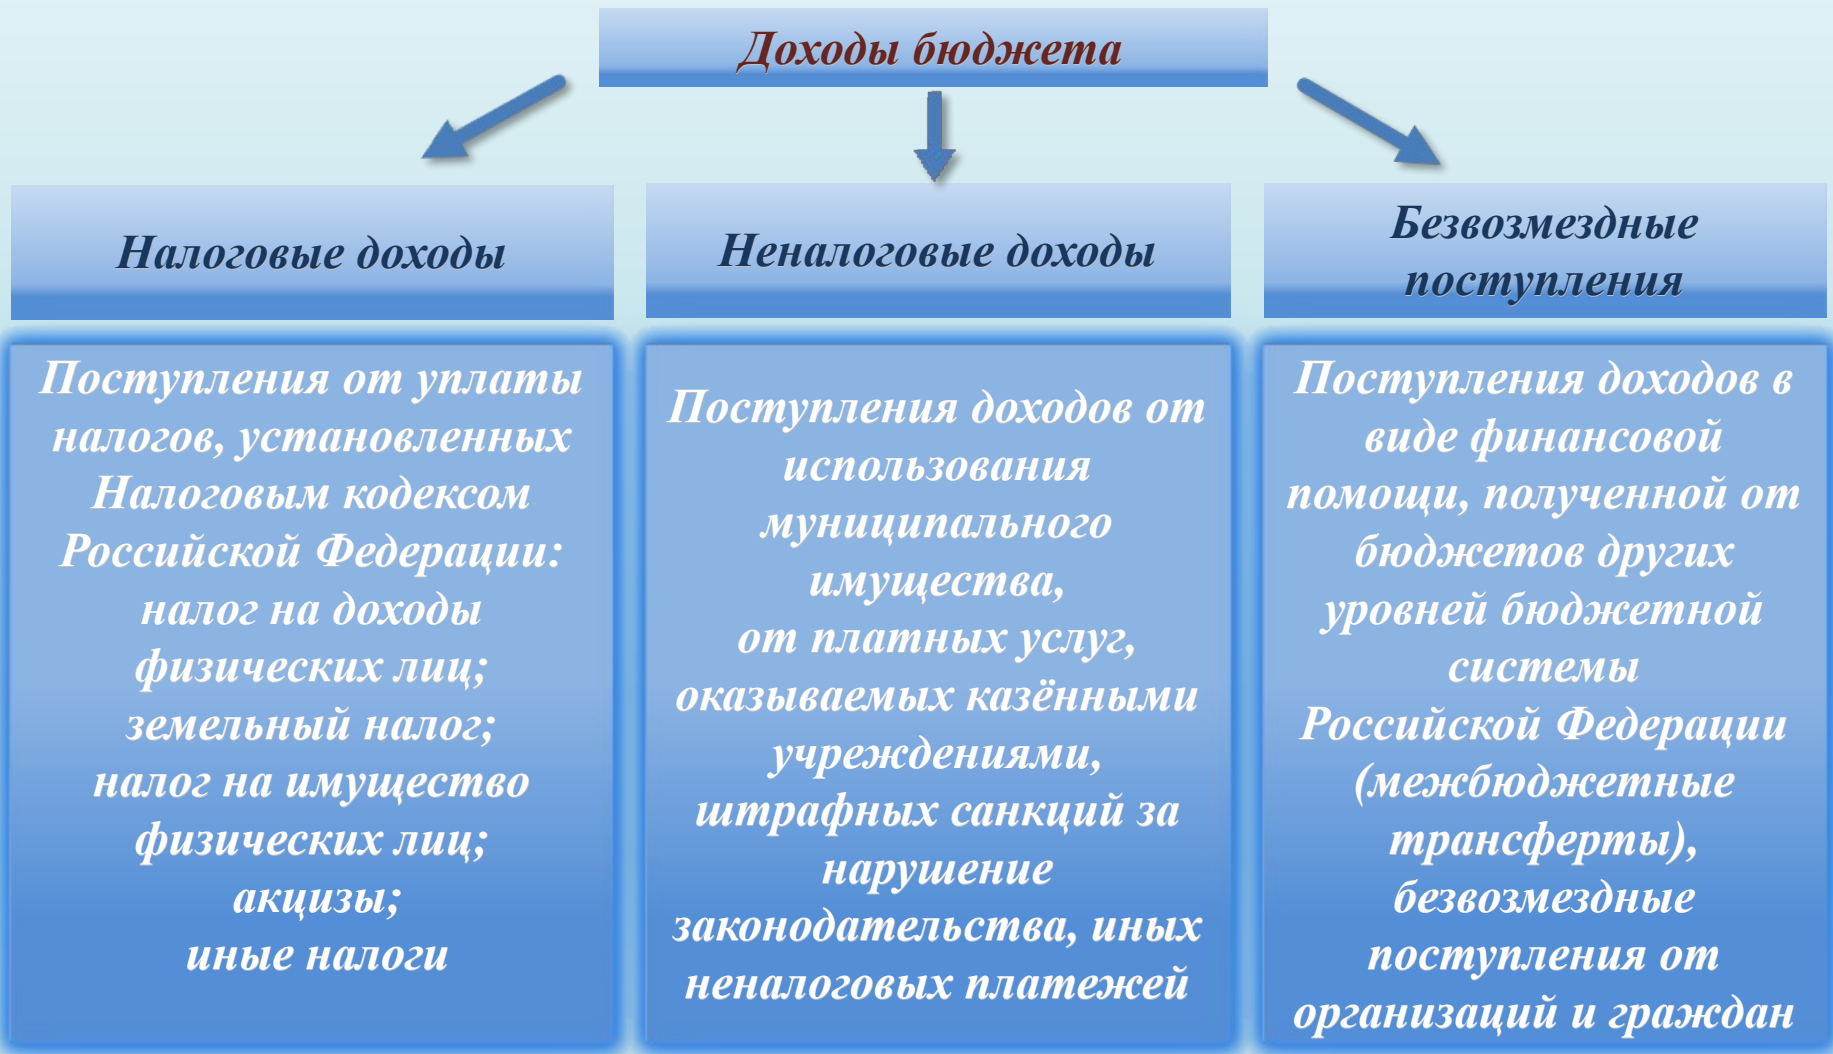 Доходы бюджета
Налоговые доходы
Неналоговые доходы
Безвозмездные
поступления
Поступления от уплаты
налогов, установленных
Налоговым кодексом
Российской Федерации:
налог на доходы
физических лиц;
земельный налог;
налог на имущество
физических лиц;
акцизы;
иные налоги
Поступления доходов от
использования
муниципального
имущества,
от платных услуг,
оказываемых казёнными
учреждениями,
штрафных санкций за
нарушение
законодательства, иных
неналоговых платежей
Поступления доходов в
виде финансовой
помощи, полученной от
бюджетов других
уровней бюджетной
системы
Российской Федерации
(межбюджетные
трансферты),
безвозмездные
поступления от
организаций и граждан